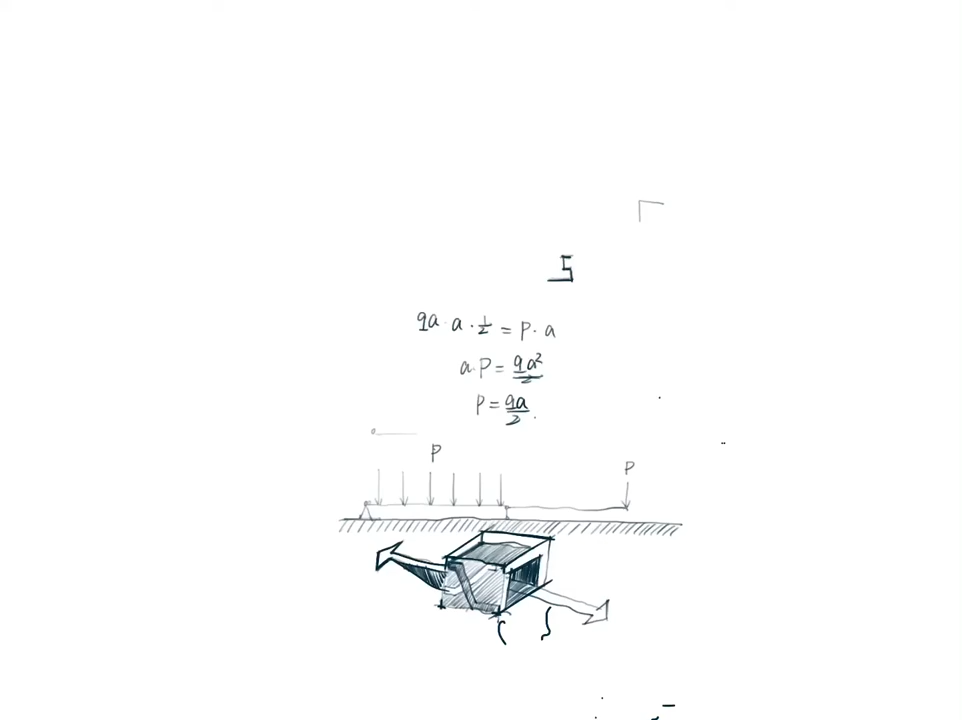 5
qa · a · 1/2 = P · a
a · P = qa²/2
P = qa/2.
P
P